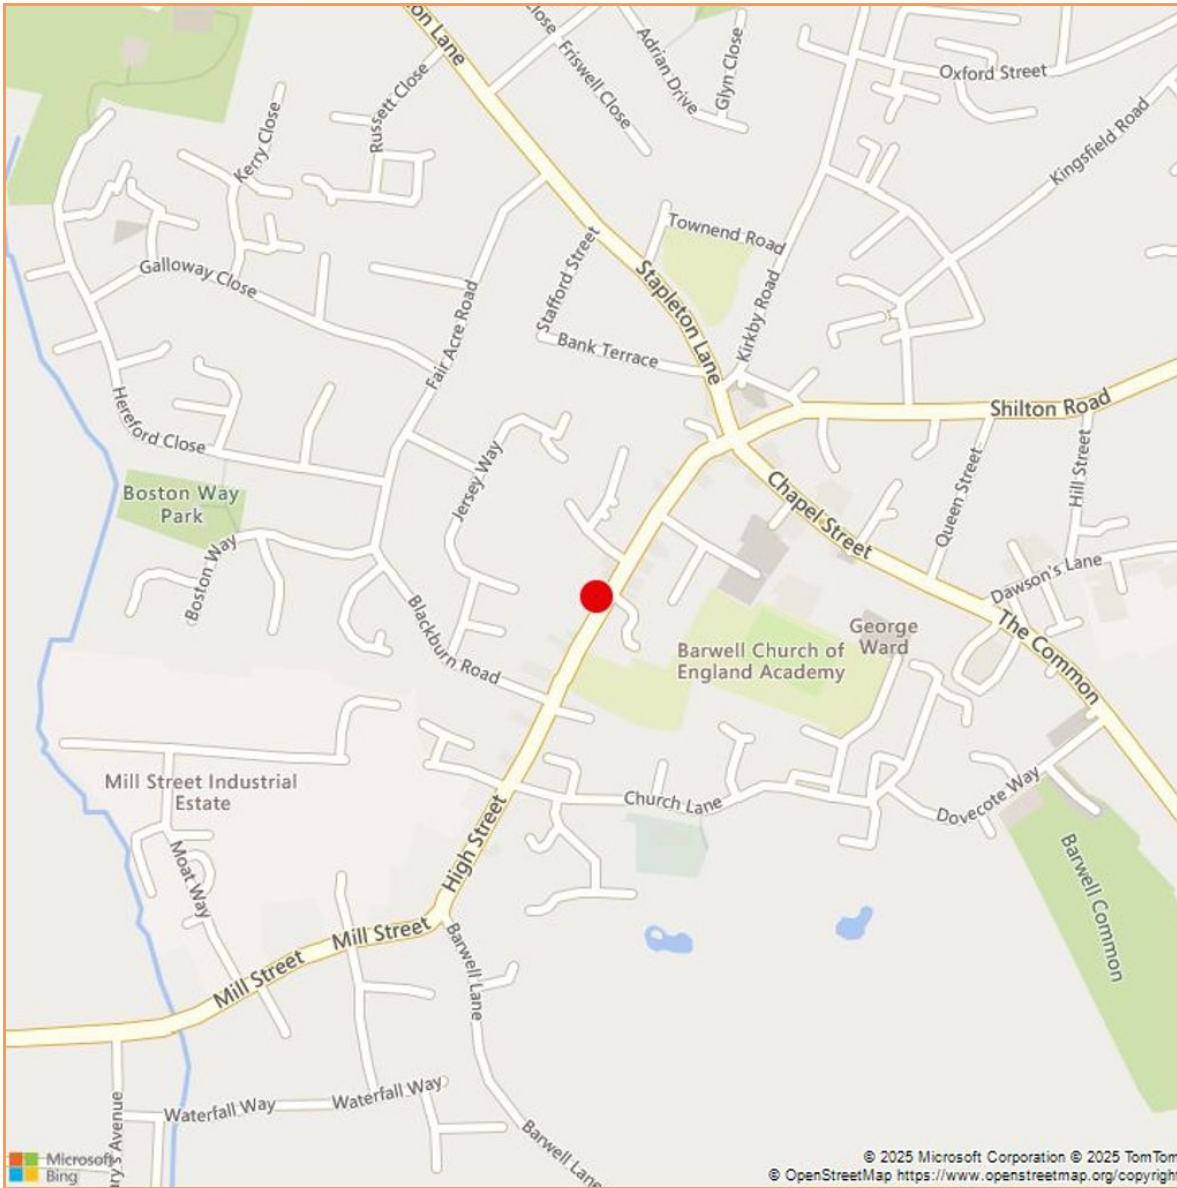 on Lane
Close
Friswell Close
Adrian Drive
Glyn Close
Oxford Street
Russett Close
Kerry Close
Kingsfield Road
Townend Road
Stafford Street
Stapleton Lane
Kirkby Road
Galloway Close
Fair Acre Road
Bank Terrace
Shilton Road
Hereford Close
Jersey Way
Queen Street
Hill Street
Boston Way
Park
Chapel Street
Boston Way
Dawson's Lane
Blackburn Road
The Common
George
Ward
Barwell Church of
England Academy
Mill Street Industrial
Estate
Church Lane
Dovecote Way
High Street
Moat Way
Barwell Common
Mill Street
Mill Street
Barwell Lane
Waterfall Way
Waterfall Way
ary's Avenue
Barwell Lane
Microsoft
Bing
© 2025 Microsoft Corporation © 2025 TomTom
© OpenStreetMap https://www.openstreetmap.org/copyright